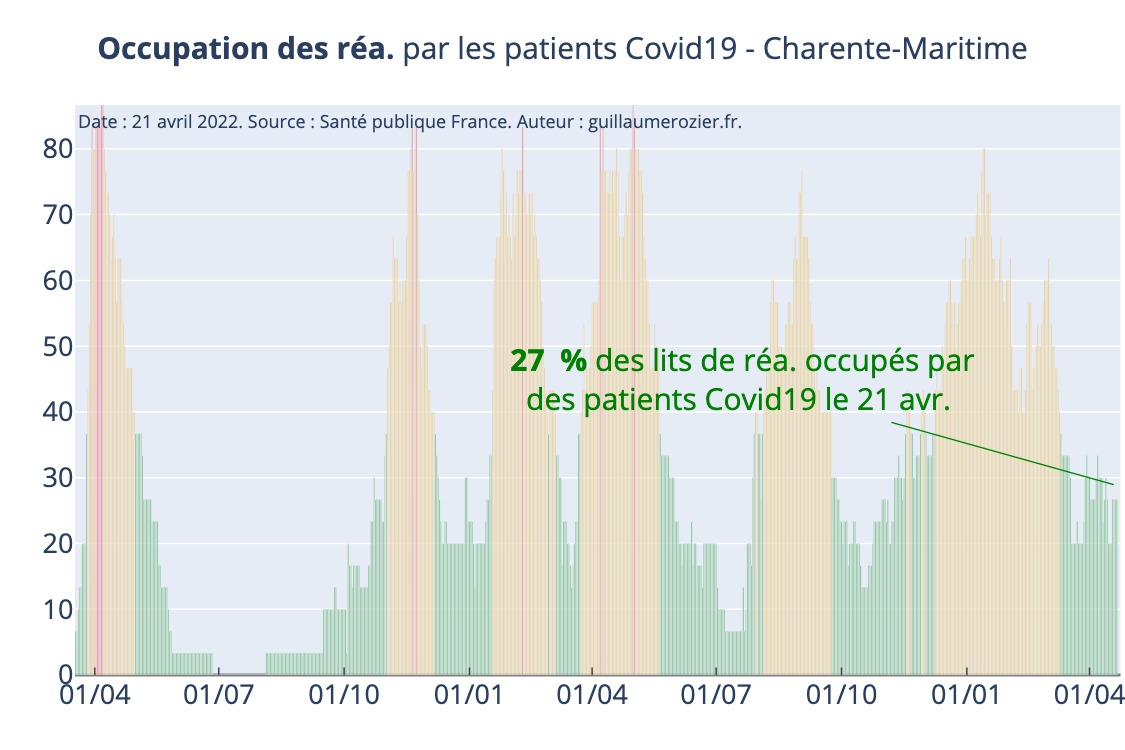 Occupation des réa. par les patients Covid19 - Charente-Maritime
Date : 21 avril 2022. Source : Santé publique France. Auteur : guillaumerozier.fr.
80
70
60
50
40
30
20
10
0
27 % des lits de réa. occupés par
des patients Covid19 le 21 avr.
01/04 01/07 01/10 01/01 01/04 01/07 01/10 01/01 01/04